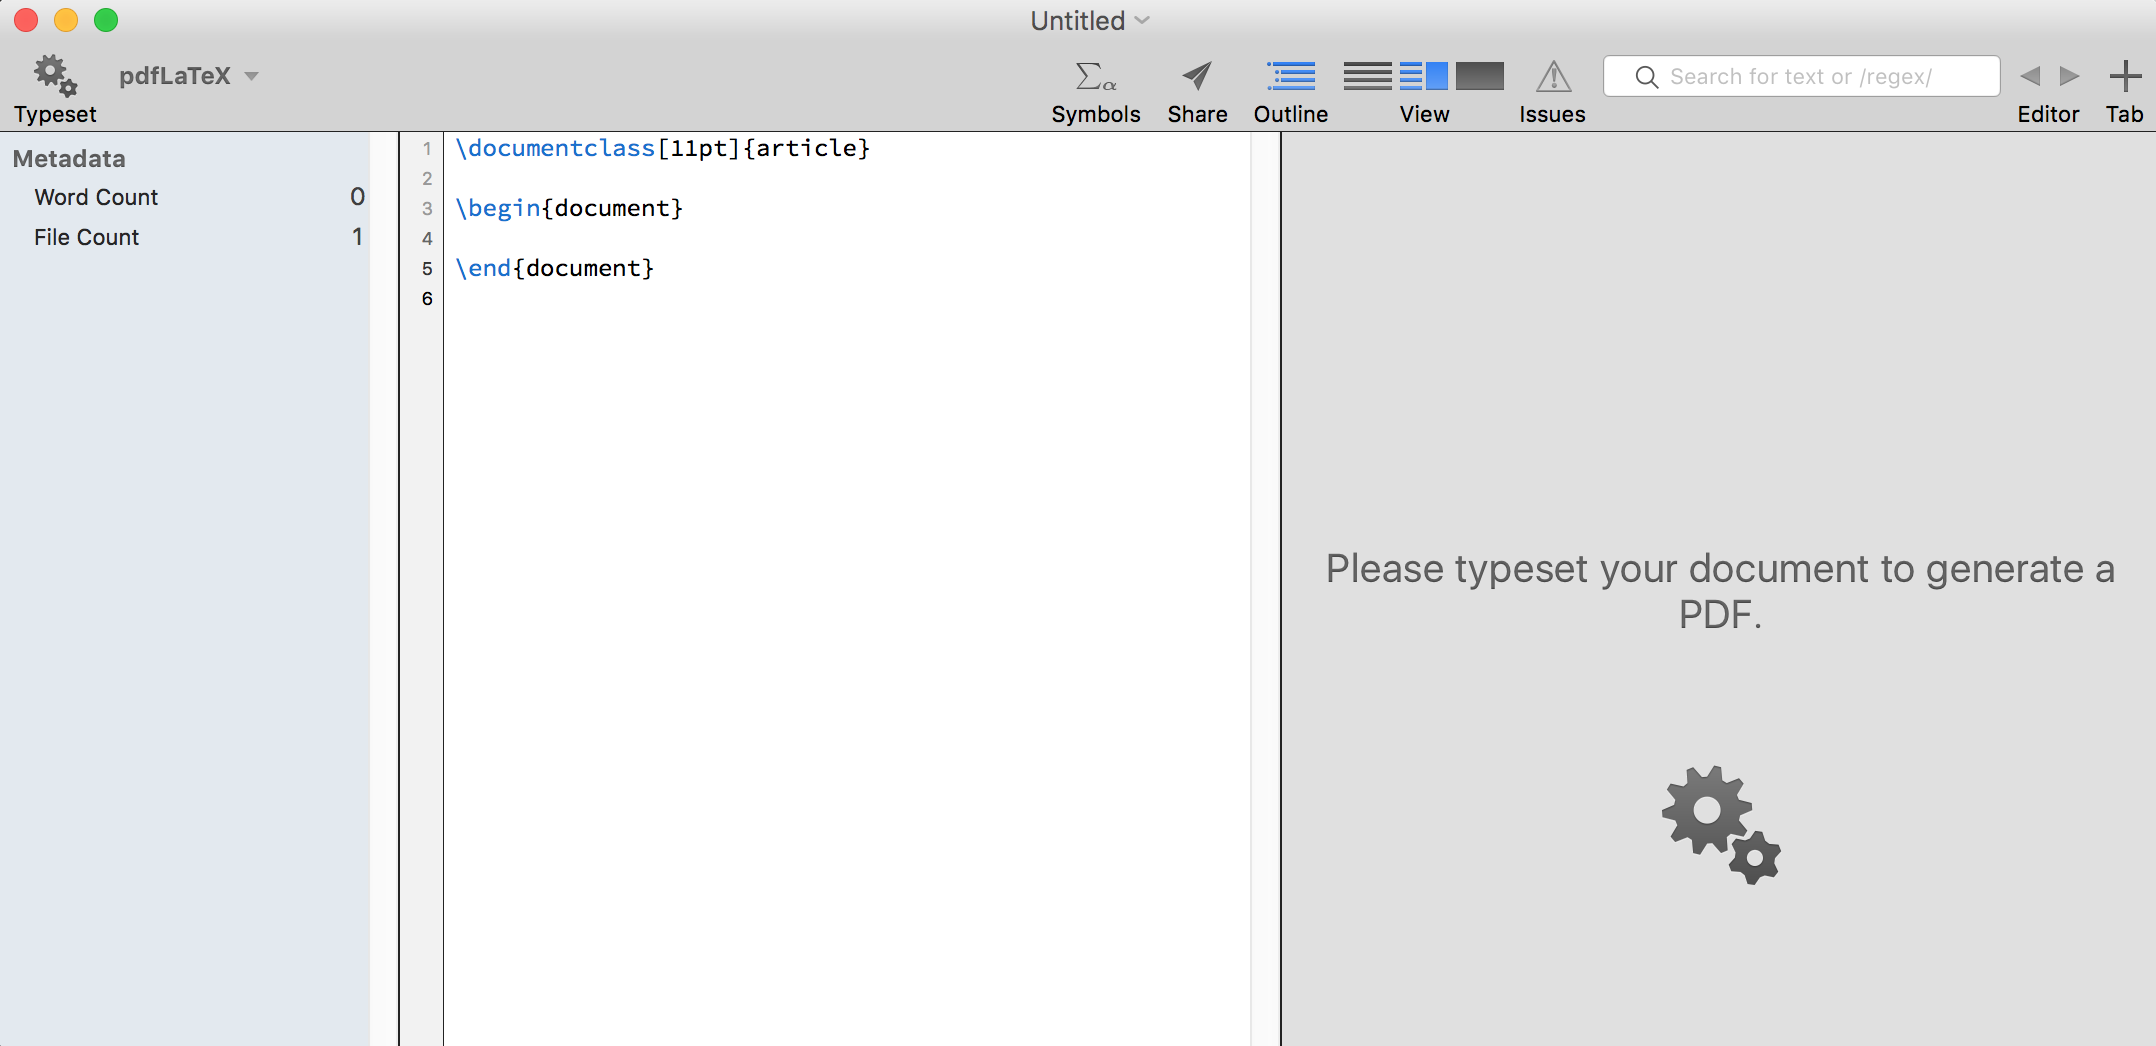 Untitled
pdfLaTeX
Search for text or /regex/
Typeset
Symbols
Share
Outline
View
Issues
Editor
Tab
Metadata
Word Count 0
File Count 1
1 \documentclass[11pt]{article}
2
3 \begin{document}
4
5 \end{document}
6
Please typeset your document to generate a
PDF.